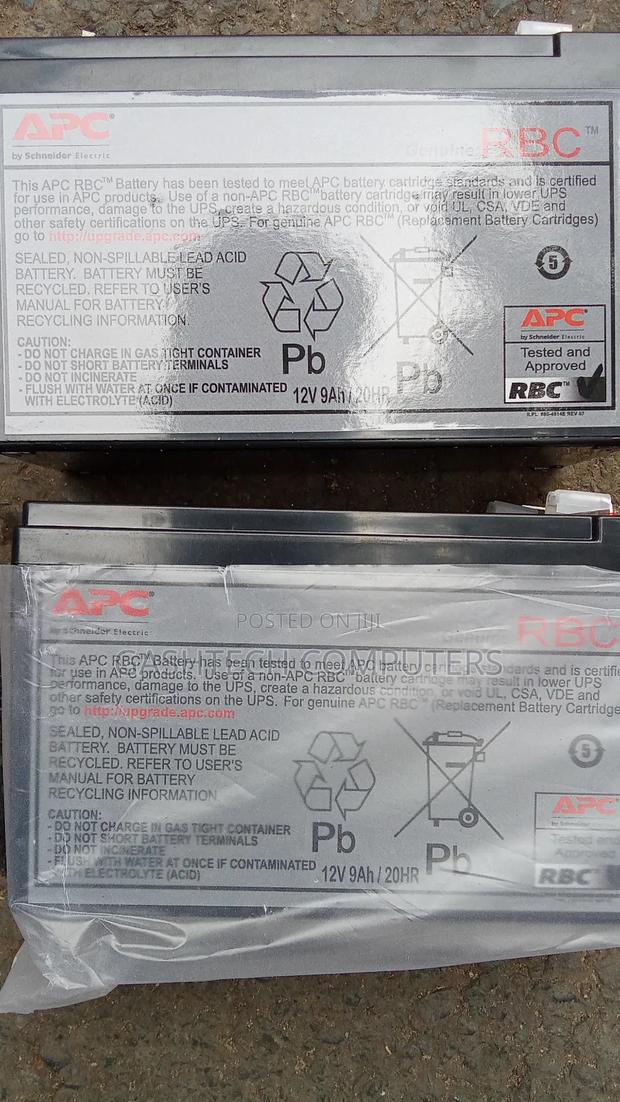 APC
by Schneider Electric
Genuine RBC™
This APC RBC™ Battery has been tested to meet APC battery cartridge standards and is certified
for use in APC products. Use of a non-APC RBC™ battery cartridge may result in lower UPS
performance, damage to the UPS, create a hazardous condition, or void UL, CSA, VDE and
other safety certifications on the UPS. For genuine APC RBC™ (Replacement Battery Cartridges)
go to http://upgrade.apc.com
SEALED, NON-SPILLABLE LEAD ACID
BATTERY. BATTERY MUST BE
RECYCLED. REFER TO USER'S
MANUAL FOR BATTERY
RECYCLING INFORMATION.
CAUTION:
- DO NOT CHARGE IN GAS TIGHT CONTAINER
- DO NOT SHORT BATTERY TERMINALS
- DO NOT INCINERATE
- FLUSH WITH WATER AT ONCE IF CONTAMINATED
WITH ELECTROLYTE (ACID)
Pb
12V 9Ah / 20HR
Pb
5
APC
by Schneider Electric
Tested and
Approved
RBC™
APC
by Schneider Electric
Genuine RBC
POSTED ON JIJI
CASHTECH COMPUTERS
This APC RBC™ Battery has been tested to meet APC battery standards and is certifie
for use in APC products. Use of a non-APC RBC™ battery cartridge may result in lower UPS
performance, damage to the UPS, create a hazardous condition, or void UL, CSA, VDE and
other safety certifications on the UPS. For genuine APC RBC™ (Replacement Battery Cartridge
go to http://upgrade.apc.com
SEALED, NON-SPILLABLE LEAD ACID
BATTERY. BATTERY MUST BE
RECYCLED. REFER TO USER'S
MANUAL FOR BATTERY
RECYCLING INFORMATION
CAUTION:
- DO NOT CHARGE IN GAS TIGHT CONTAINER
- DO NOT SHORT BATTERY TERMINALS
- DO NOT INCINERATE
- FLUSH WITH WATER AT ONCE IF CONTAMINATED
WITH ELECTROLYTE (ACID)
Pb
12V 9Ah / 20HR
Pb
5
APC
by Schneider
Tested and
Approved
RBC™